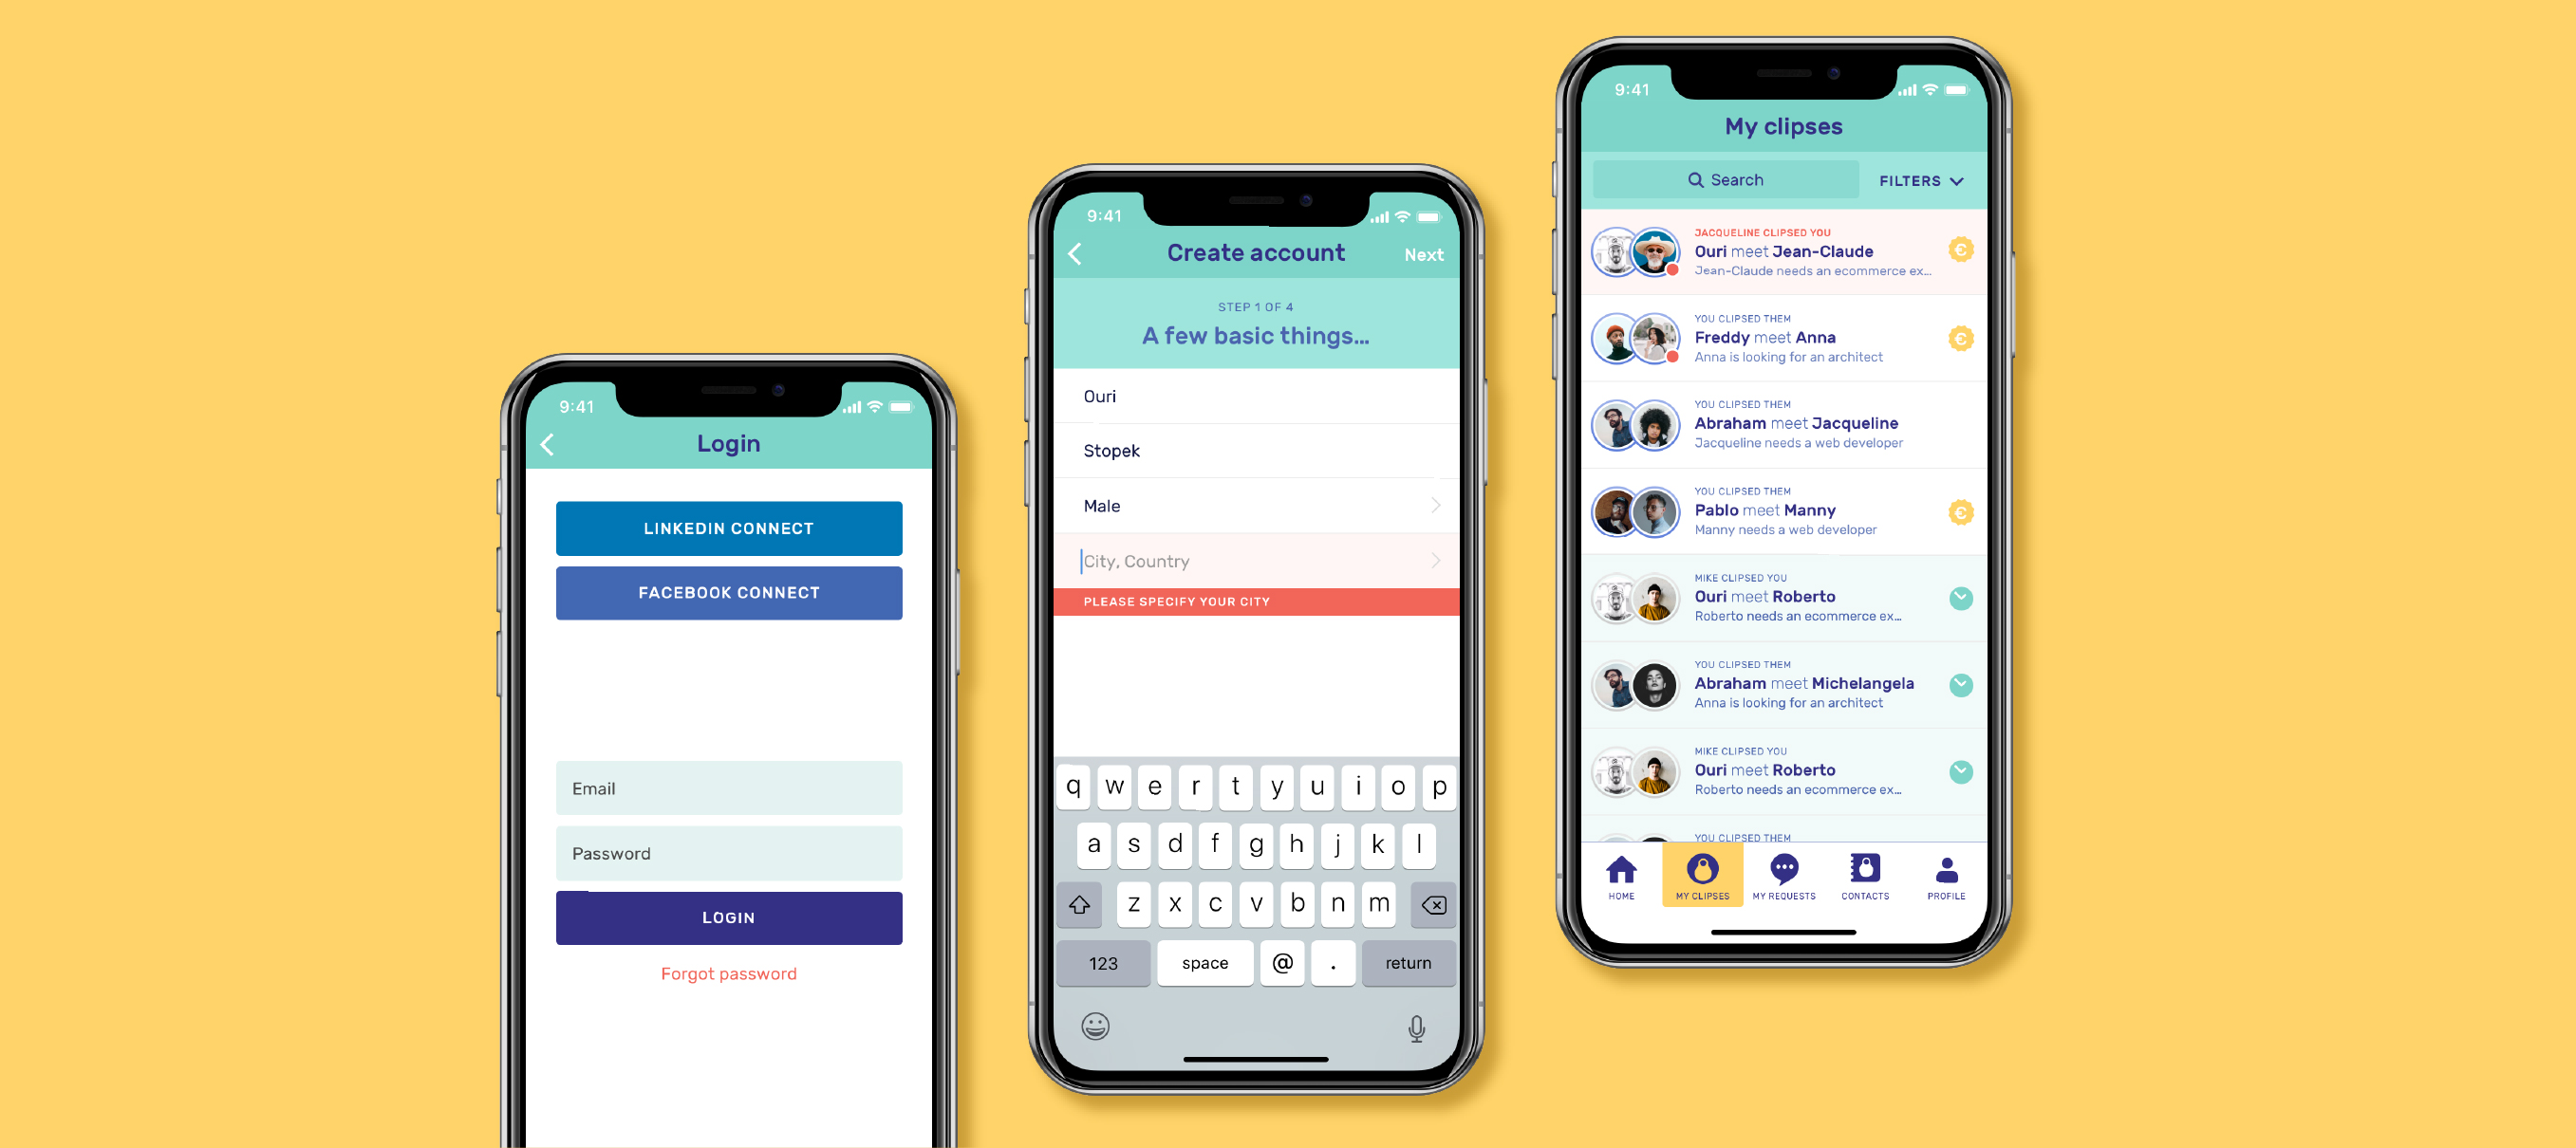 9:41
Login
LINKEDIN CONNECT
FACEBOOK CONNECT
Email
Password
LOGIN
Forgot password
9:41
Create account
Next
STEP 1 OF 4
A few basic things...
Ouri
Stopek
Male
City, Country
PLEASE SPECIFY YOUR CITY
q w e r t y u i o p
a s d f g h j k l
z x c v b n m
123 space @ . return
9:41
My clipses
Search
FILTERS
JACQUELINE CLIPSED YOU
Ouri meet Jean-Claude
Jean-Claude needs an ecommerce ex...
€
YOU CLIPSED THEM
Freddy meet Anna
Anna is looking for an architect
€
YOU CLIPSED THEM
Abraham meet Jacqueline
Jacqueline needs a web developer
YOU CLIPSED THEM
Pablo meet Manny
Manny needs a web developer
€
MIKE CLIPSED YOU
Ouri meet Roberto
Roberto needs an ecommerce ex...
YOU CLIPSED THEM
Abraham meet Michelangela
Anna is looking for an architect
MIKE CLIPSED YOU
Ouri meet Roberto
Roberto needs an ecommerce ex...
YOU CLIPSED THEM
HOME
MY CLIPSES
MY REQUESTS
CONTACTS
PROFILE